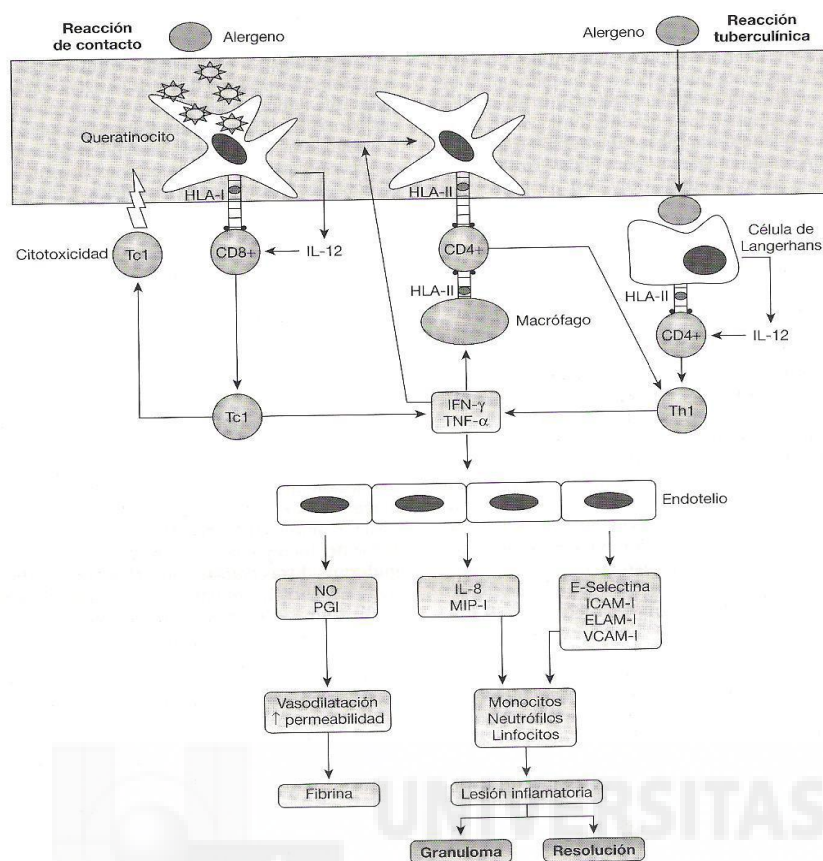 Reacción
de contacto
Alergeno
Alergeno
Reacción
tuberculínica
Queratinocito
HLA-I
HLA-II
Citotoxicidad
Tc1
CD8+
IL-12
CD4+
HLA-II
Macrófago
Célula de
Langerhans
HLA-II
CD4+
IL-12
Tc1
IFN-γ
TNF-α
Th1
Endotelio
NO
PGI
IL-8
MIP-I
E-Selectina
ICAM-I
ELAM-I
VCAM-I
Vasodilatación
↑ permeabilidad
Monocitos
Neutrófilos
Linfocitos
Fibrina
Lesión inflamatoria
Granuloma
Resolución
UNIVERSITAS